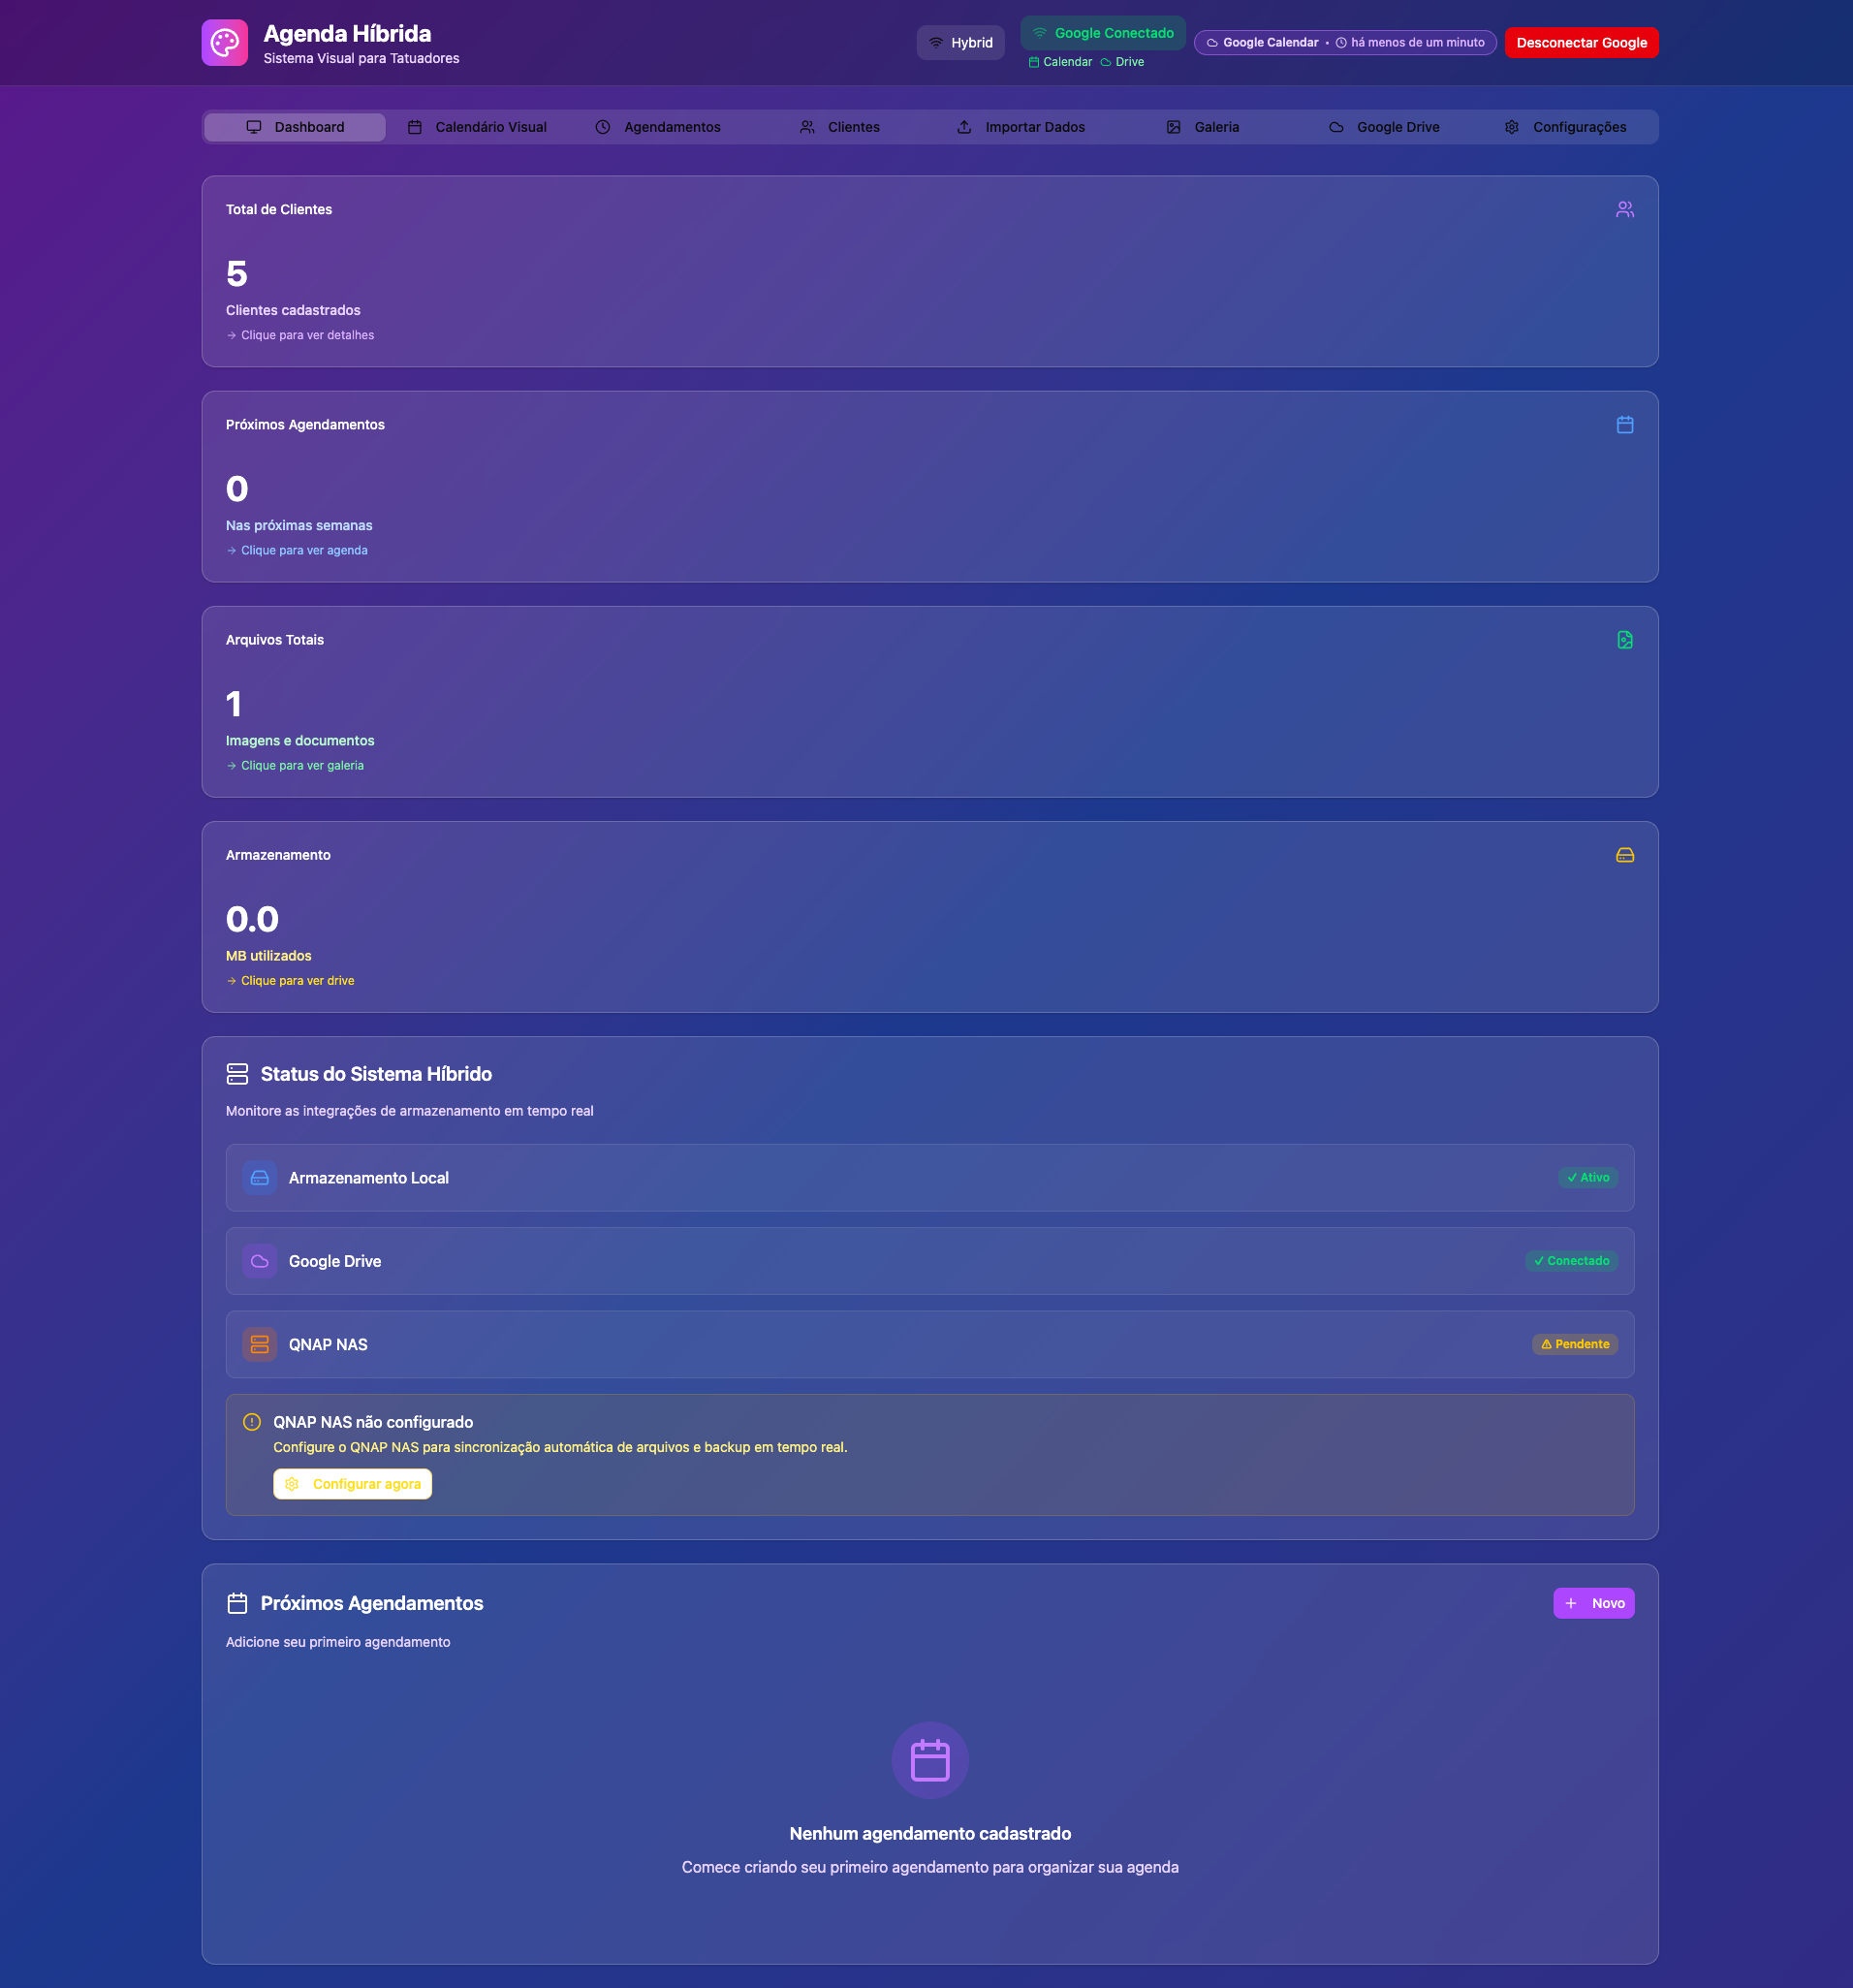 Agenda Híbrida
Sistema Visual para Tatuadores
Hybrid
Google Conectado
Calendar Drive
Google Calendar • há menos de um minuto
Desconectar Google
Dashboard Calendário Visual Agendamentos Clientes Importar Dados Galeria Google Drive Configurações
Total de Clientes
5
Clientes cadastrados
→ Clique para ver detalhes
Próximos Agendamentos
0
Nas próximas semanas
→ Clique para ver agenda
Arquivos Totais
1
Imagens e documentos
→ Clique para ver galeria
Armazenamento
0.0
MB utilizados
→ Clique para ver drive
Status do Sistema Híbrido
Monitore as integrações de armazenamento em tempo real
Armazenamento Local ✓ Ativo
Google Drive ✓ Conectado
QNAP NAS ⚠ Pendente
QNAP NAS não configurado
Configure o QNAP NAS para sincronização automática de arquivos e backup em tempo real.
Configurar agora
Próximos Agendamentos
+ Novo
Adicione seu primeiro agendamento
Nenhum agendamento cadastrado
Comece criando seu primeiro agendamento para organizar sua agenda